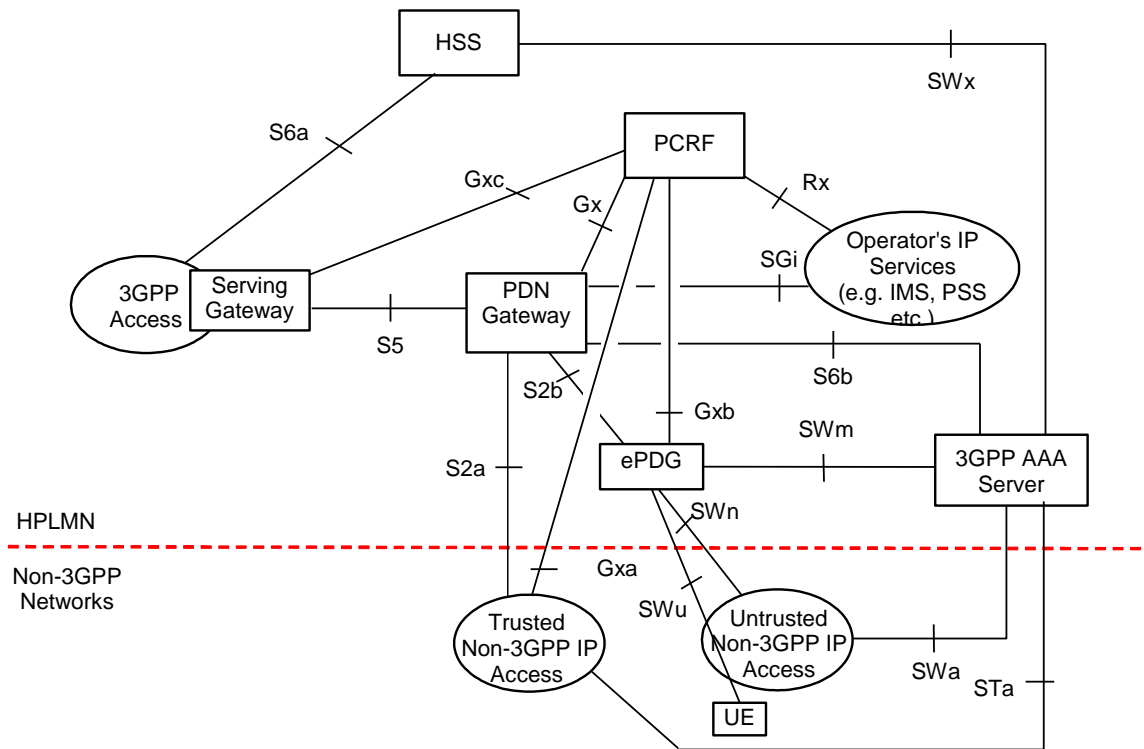 HSS
SWx
S6a
PCRF
Gxc
Gx
Rx
3GPP
Access
Serving
Gateway
PDN
Gateway
SGi
Operator's IP
Services
(e.g. IMS, PSS
etc.)
S5
S2b
S6b
Gxb
SWm
S2a
ePDG
3GPP AAA
Server
SWn
HPLMN
Non-3GPP
Networks
Gxa
SWu
Trusted
Non-3GPP IP
Access
Untrusted
Non-3GPP IP
Access
SWa
STa
UE